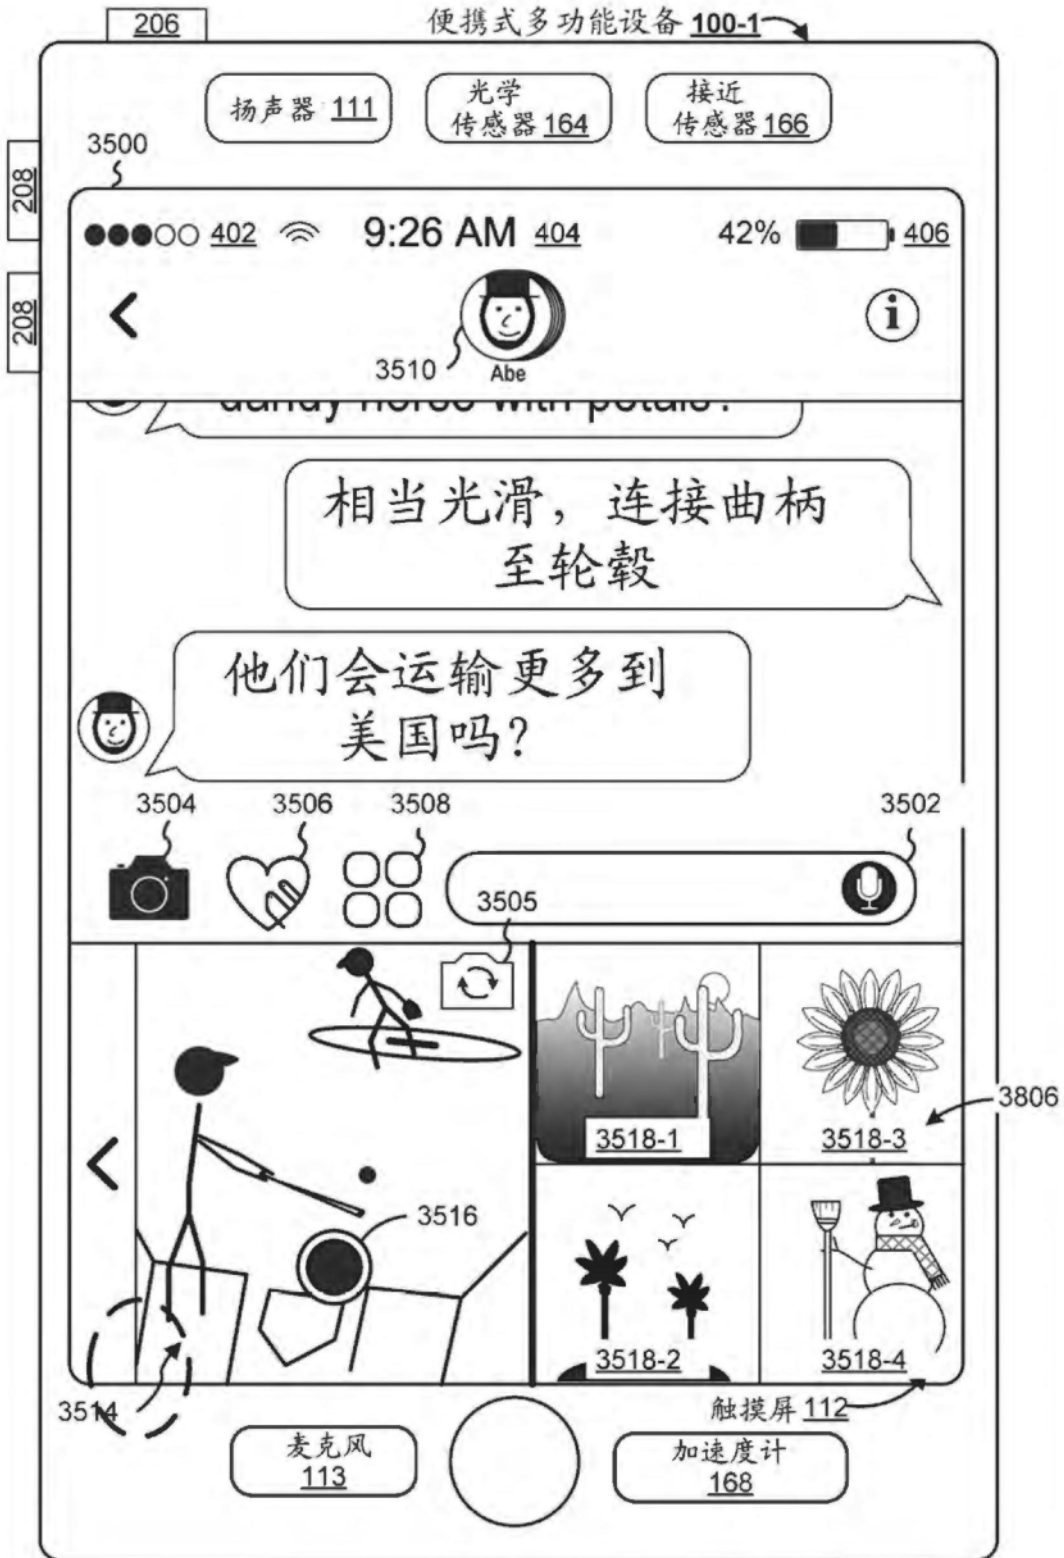 206
便携式多功能设备 100-1
扬声器 111
光学
传感器 164
接近
传感器 166
3500
208
208
402 9:26 AM 404 42% 406
i
3510
Abe
dandy horse with petals?
相当光滑，连接曲柄
至轮毂
他们会运输更多到
美国吗？
3504 3506 3508 3502
3505
3518-1
3518-3
3806
3516
3518-2
3518-4
3514
触摸屏 112
麦克风
113
加速度计
168